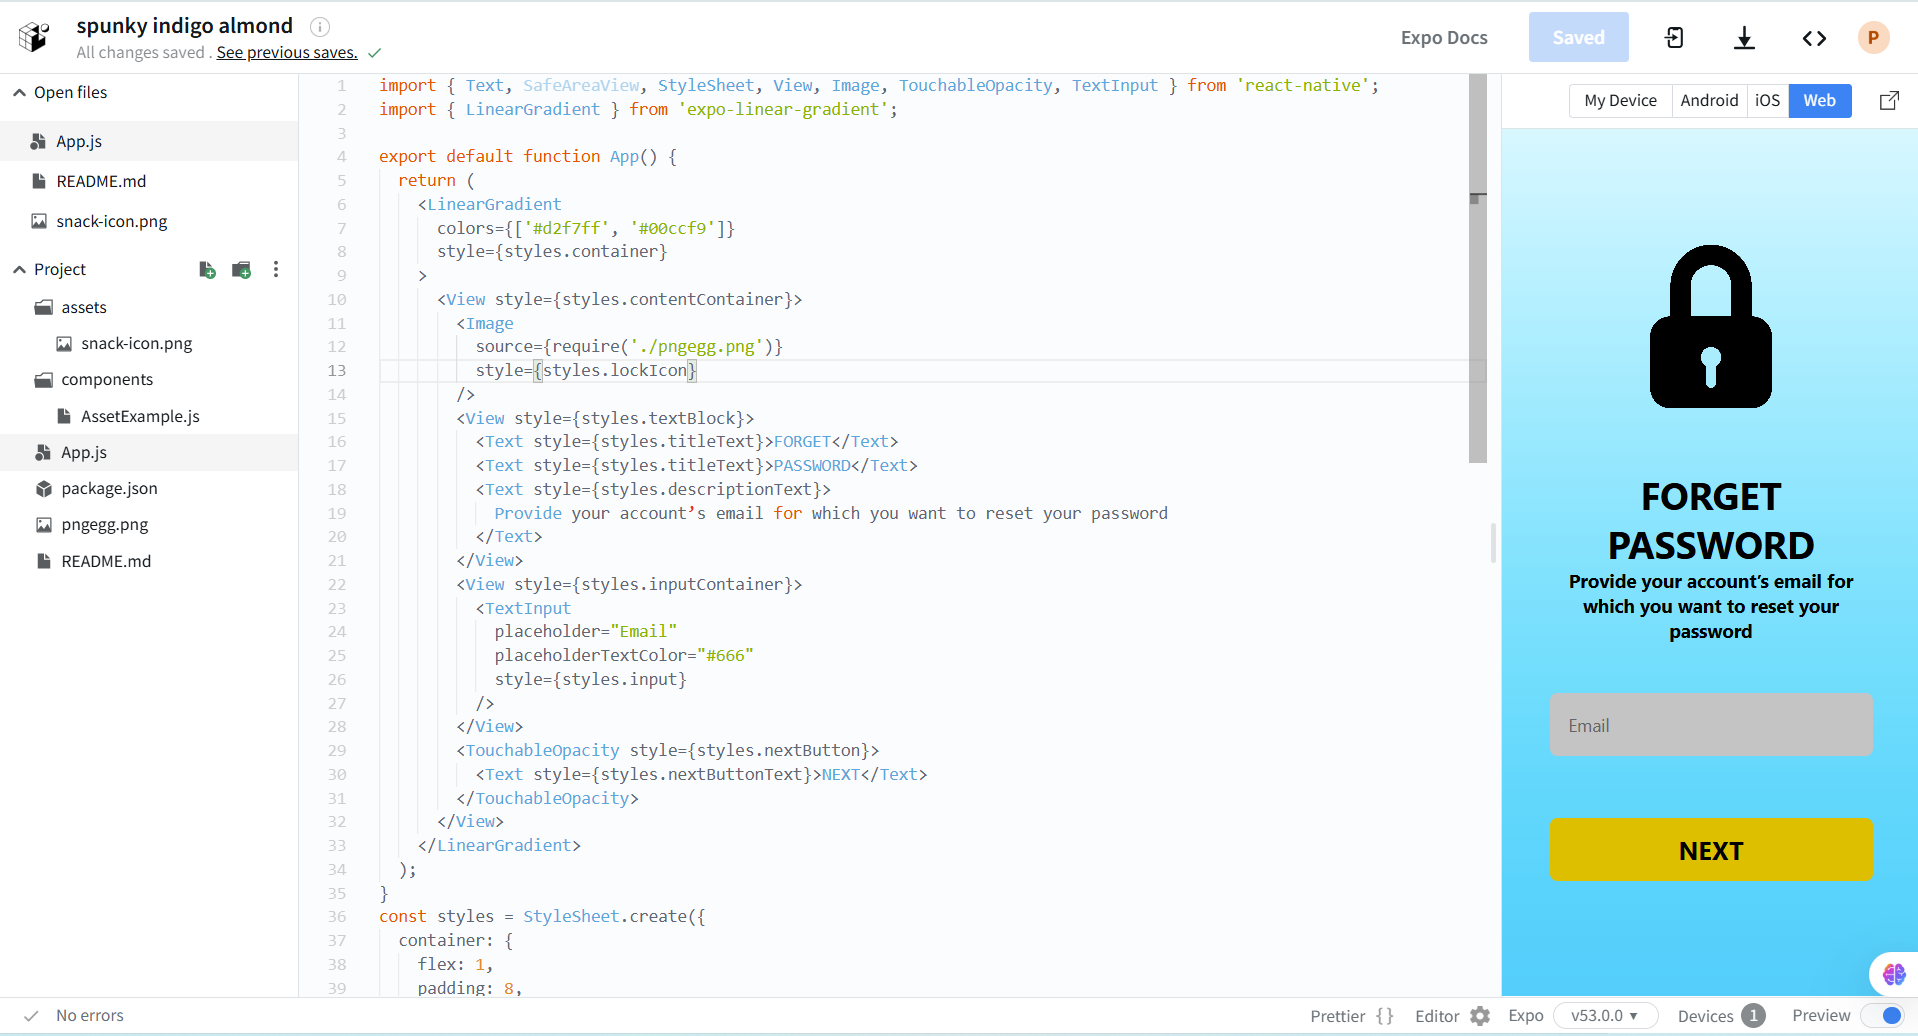 spunky indigo almond
All changes saved . See previous saves.
Expo Docs
Saved
P
Open files
App.js
README.md
snack-icon.png
Project
assets
snack-icon.png
components
AssetExample.js
App.js
package.json
pngegg.png
README.md
1 import { Text, SafeAreaView, StyleSheet, View, Image, TouchableOpacity, TextInput } from 'react-native';
2 import { LinearGradient } from 'expo-linear-gradient';
3
4 export default function App() {
5 return (
6 <LinearGradient
7 colors={['#d2f7ff', '#00ccf9']}
8 style={styles.container}
9 >
10 <View style={styles.contentContainer}>
11 <Image
12 source={require('./pngegg.png')}
13 style={styles.lockIcon}
14 />
15 <View style={styles.textBlock}>
16 <Text style={styles.titleText}>FORGET</Text>
17 <Text style={styles.titleText}>PASSWORD</Text>
18 <Text style={styles.descriptionText}>
19 Provide your account’s email for which you want to reset your password
20 </Text>
21 </View>
22 <View style={styles.inputContainer}>
23 <TextInput
24 placeholder="Email"
25 placeholderTextColor="#666"
26 style={styles.input}
27 />
28 </View>
29 <TouchableOpacity style={styles.nextButton}>
30 <Text style={styles.nextButtonText}>NEXT</Text>
31 </TouchableOpacity>
32 </View>
33 </LinearGradient>
34 );
35 }
36 const styles = StyleSheet.create({
37 container: {
38 flex: 1,
39 padding: 8,
My Device Android iOS Web
FORGET
PASSWORD
Provide your account’s email for
which you want to reset your
password
Email
NEXT
No errors
Prettier {} Editor Expo v53.0.0 Devices 1 Preview